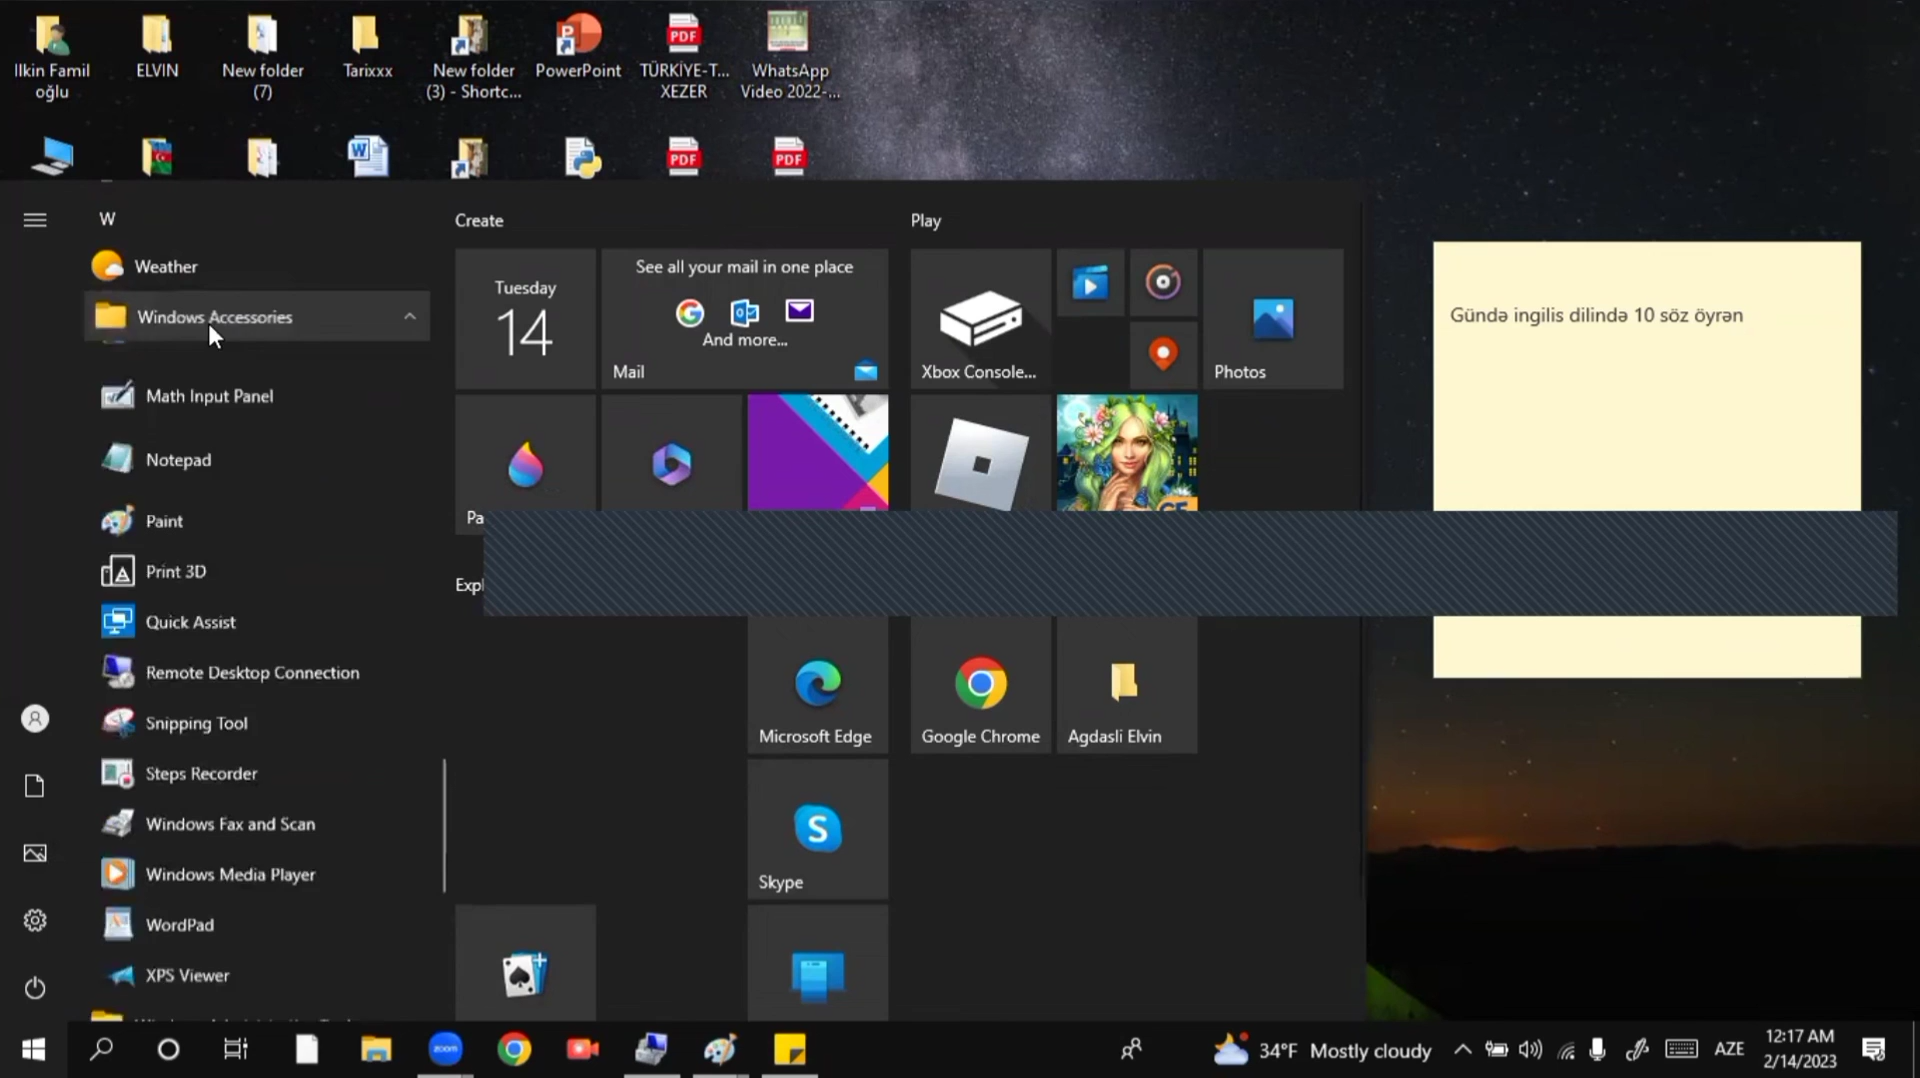 Ilkin Famil
oğlu
ELVIN
New folder
(7)
Tarixxx
New folder
(3) - Shortc...
PowerPoint
TÜRKİYE-T...
XEZER
WhatsApp
Video 2022-...
PDF
PDF
PDF
W
Weather
Windows Accessories
Math Input Panel
Notepad
Paint
Print 3D
Quick Assist
Remote Desktop Connection
Snipping Tool
Steps Recorder
Windows Fax and Scan
Windows Media Player
WordPad
XPS Viewer
Create
Tuesday
14
See all your mail in one place
And more...
Mail
Pa
Expl
Microsoft Edge
Skype
Play
Xbox Console...
Photos
Google Chrome
Agdasli Elvin
Gündə ingilis dilində 10 söz öyrən
zoom
34°F Mostly cloudy
AZE
12:17 AM
2/14/2023